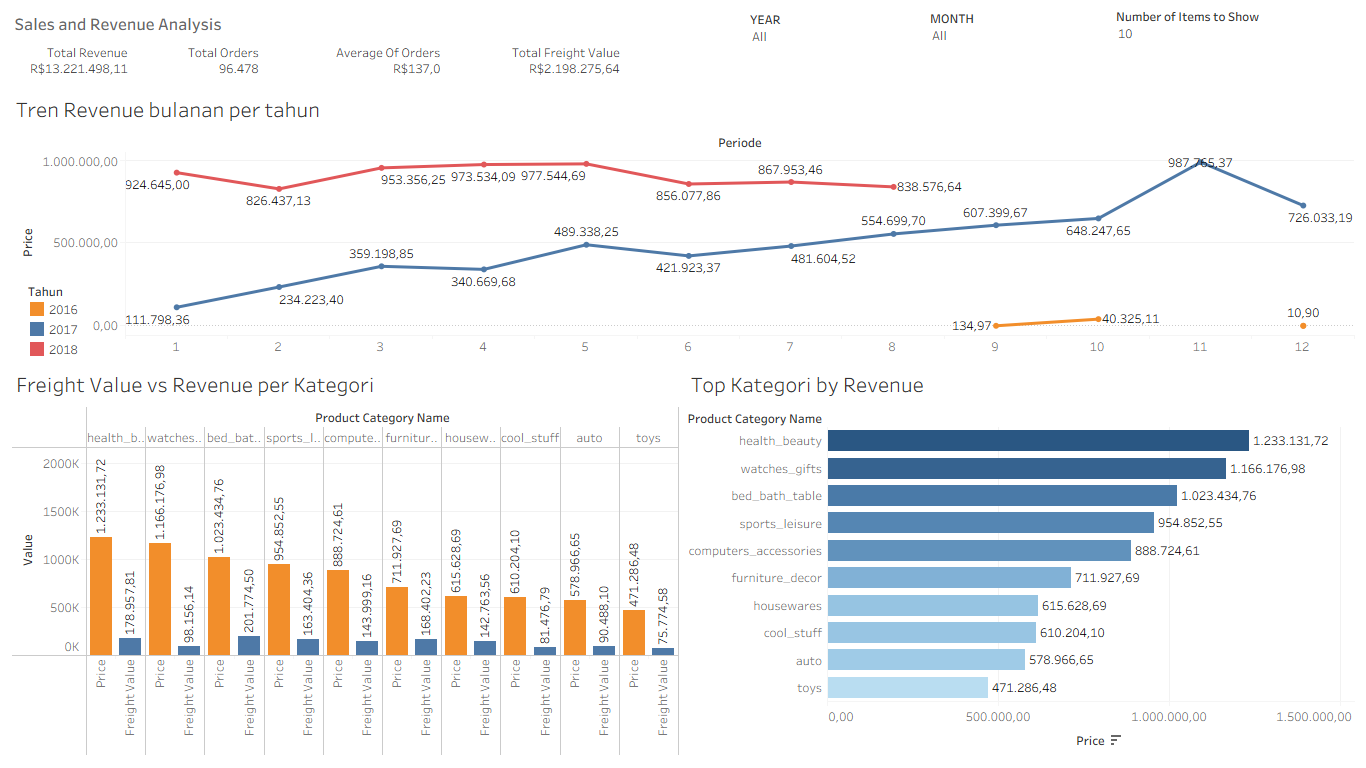 Sales and Revenue Analysis
YEAR
All
MONTH
All
Number of Items to Show
10
Total Revenue
R$13.221.498,11
Total Orders
96.478
Average Of Orders
R$137,0
Total Freight Value
R$2.198.275,64
Tren Revenue bulanan per tahun
Periode
Price
1.000.000,00
500.000,00
0,00
924.645,00
826.437,13
953.356,25
973.534,09
977.544,69
856.077,86
867.953,46
838.576,64
111.798,36
234.223,40
359.198,85
340.669,68
489.338,25
421.923,37
481.604,52
554.699,70
607.399,67
648.247,65
987.765,37
726.033,19
134,97
40.325,11
10,90
Tahun
2016
2017
2018
1 2 3 4 5 6 7 8 9 10 11 12
Freight Value vs Revenue per Kategori
Product Category Name
health_b.. watches.. bed_bat.. sports_l.. compute.. furnitur.. housew.. cool_stuff auto toys
Value
2000K
1500K
1000K
500K
0K
1.233.131,72
178.957,81
1.166.176,98
98.156,14
1.023.434,76
201.774,50
954.852,55
163.404,36
888.724,61
143.999,16
711.927,69
168.402,23
615.628,69
142.763,56
610.204,10
81.476,79
578.966,65
90.488,10
471.286,48
75.774,58
Price
Freight Value
Price
Freight Value
Price
Freight Value
Price
Freight Value
Price
Freight Value
Price
Freight Value
Price
Freight Value
Price
Freight Value
Price
Freight Value
Price
Freight Value
Top Kategori by Revenue
Product Category Name
health_beauty 1.233.131,72
watches_gifts 1.166.176,98
bed_bath_table 1.023.434,76
sports_leisure 954.852,55
computers_accessories 888.724,61
furniture_decor 711.927,69
housewares 615.628,69
cool_stuff 610.204,10
auto 578.966,65
toys 471.286,48
0,00 500.000,00 1.000.000,00 1.500.000,00
Price